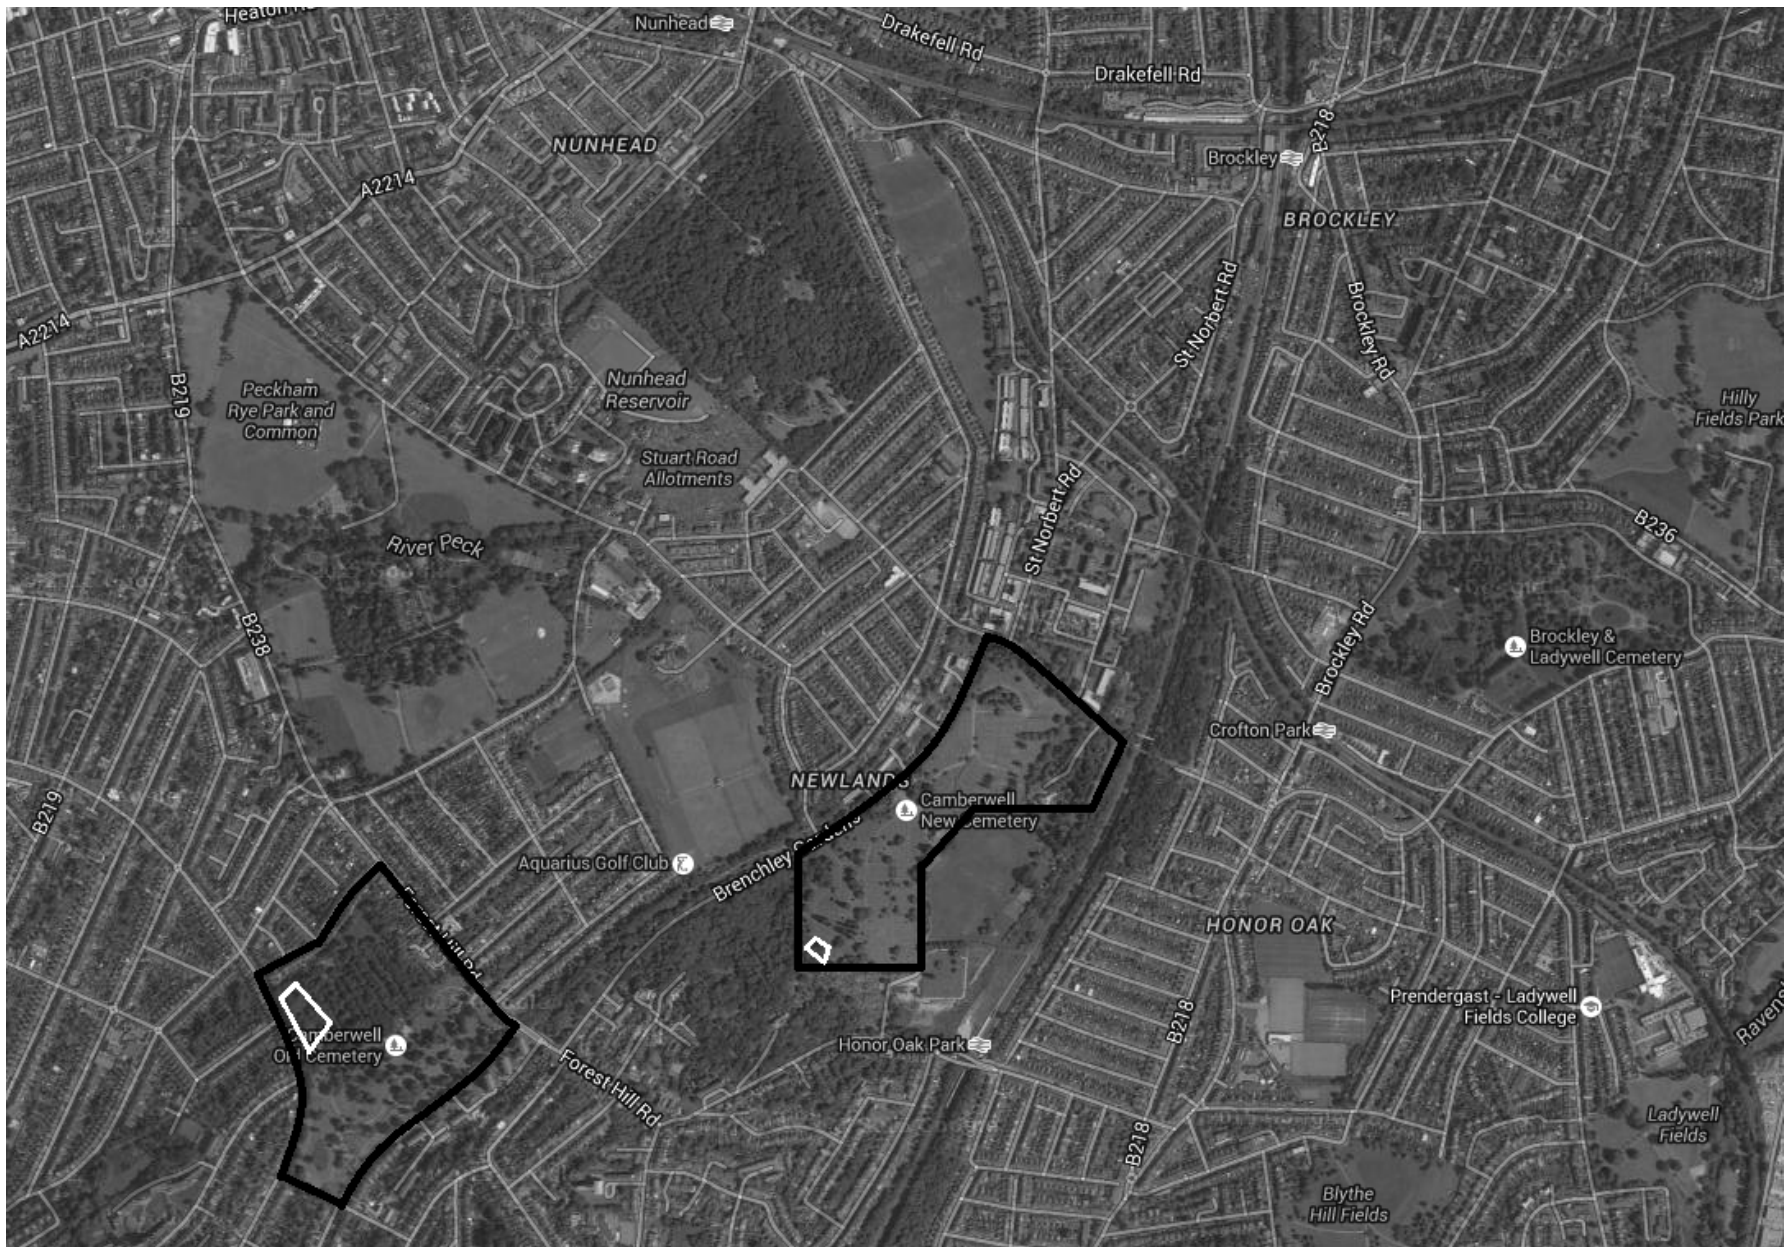 Nunhead
Drakefell Rd
Drakefell Rd
NUNHEAD
A2214
Brockley
BROCKLEY
A2214
B219
Peckham
Rye Park and
Common
Nunhead
Reservoir
St Norbert Rd
Brockley Rd
Hilly
Fields Park
Stuart Road
Allotments
River Peck
St Norbert Rd
B236
B238
Brockley Rd
Brockley &
Ladywell Cemetery
Crofton Park
B219
NEWLANDS
Camberwell
New Cemetery
Brenchley Gardens
Aquarius Golf Club
Forest Hill Rd
HONOR OAK
Prendergast - Ladywell
Fields College
B218
Camberwell
Old Cemetery
Honor Oak Park
Forest Hill Rd
Ladywell
Fields
B218
Blythe
Hill Fields